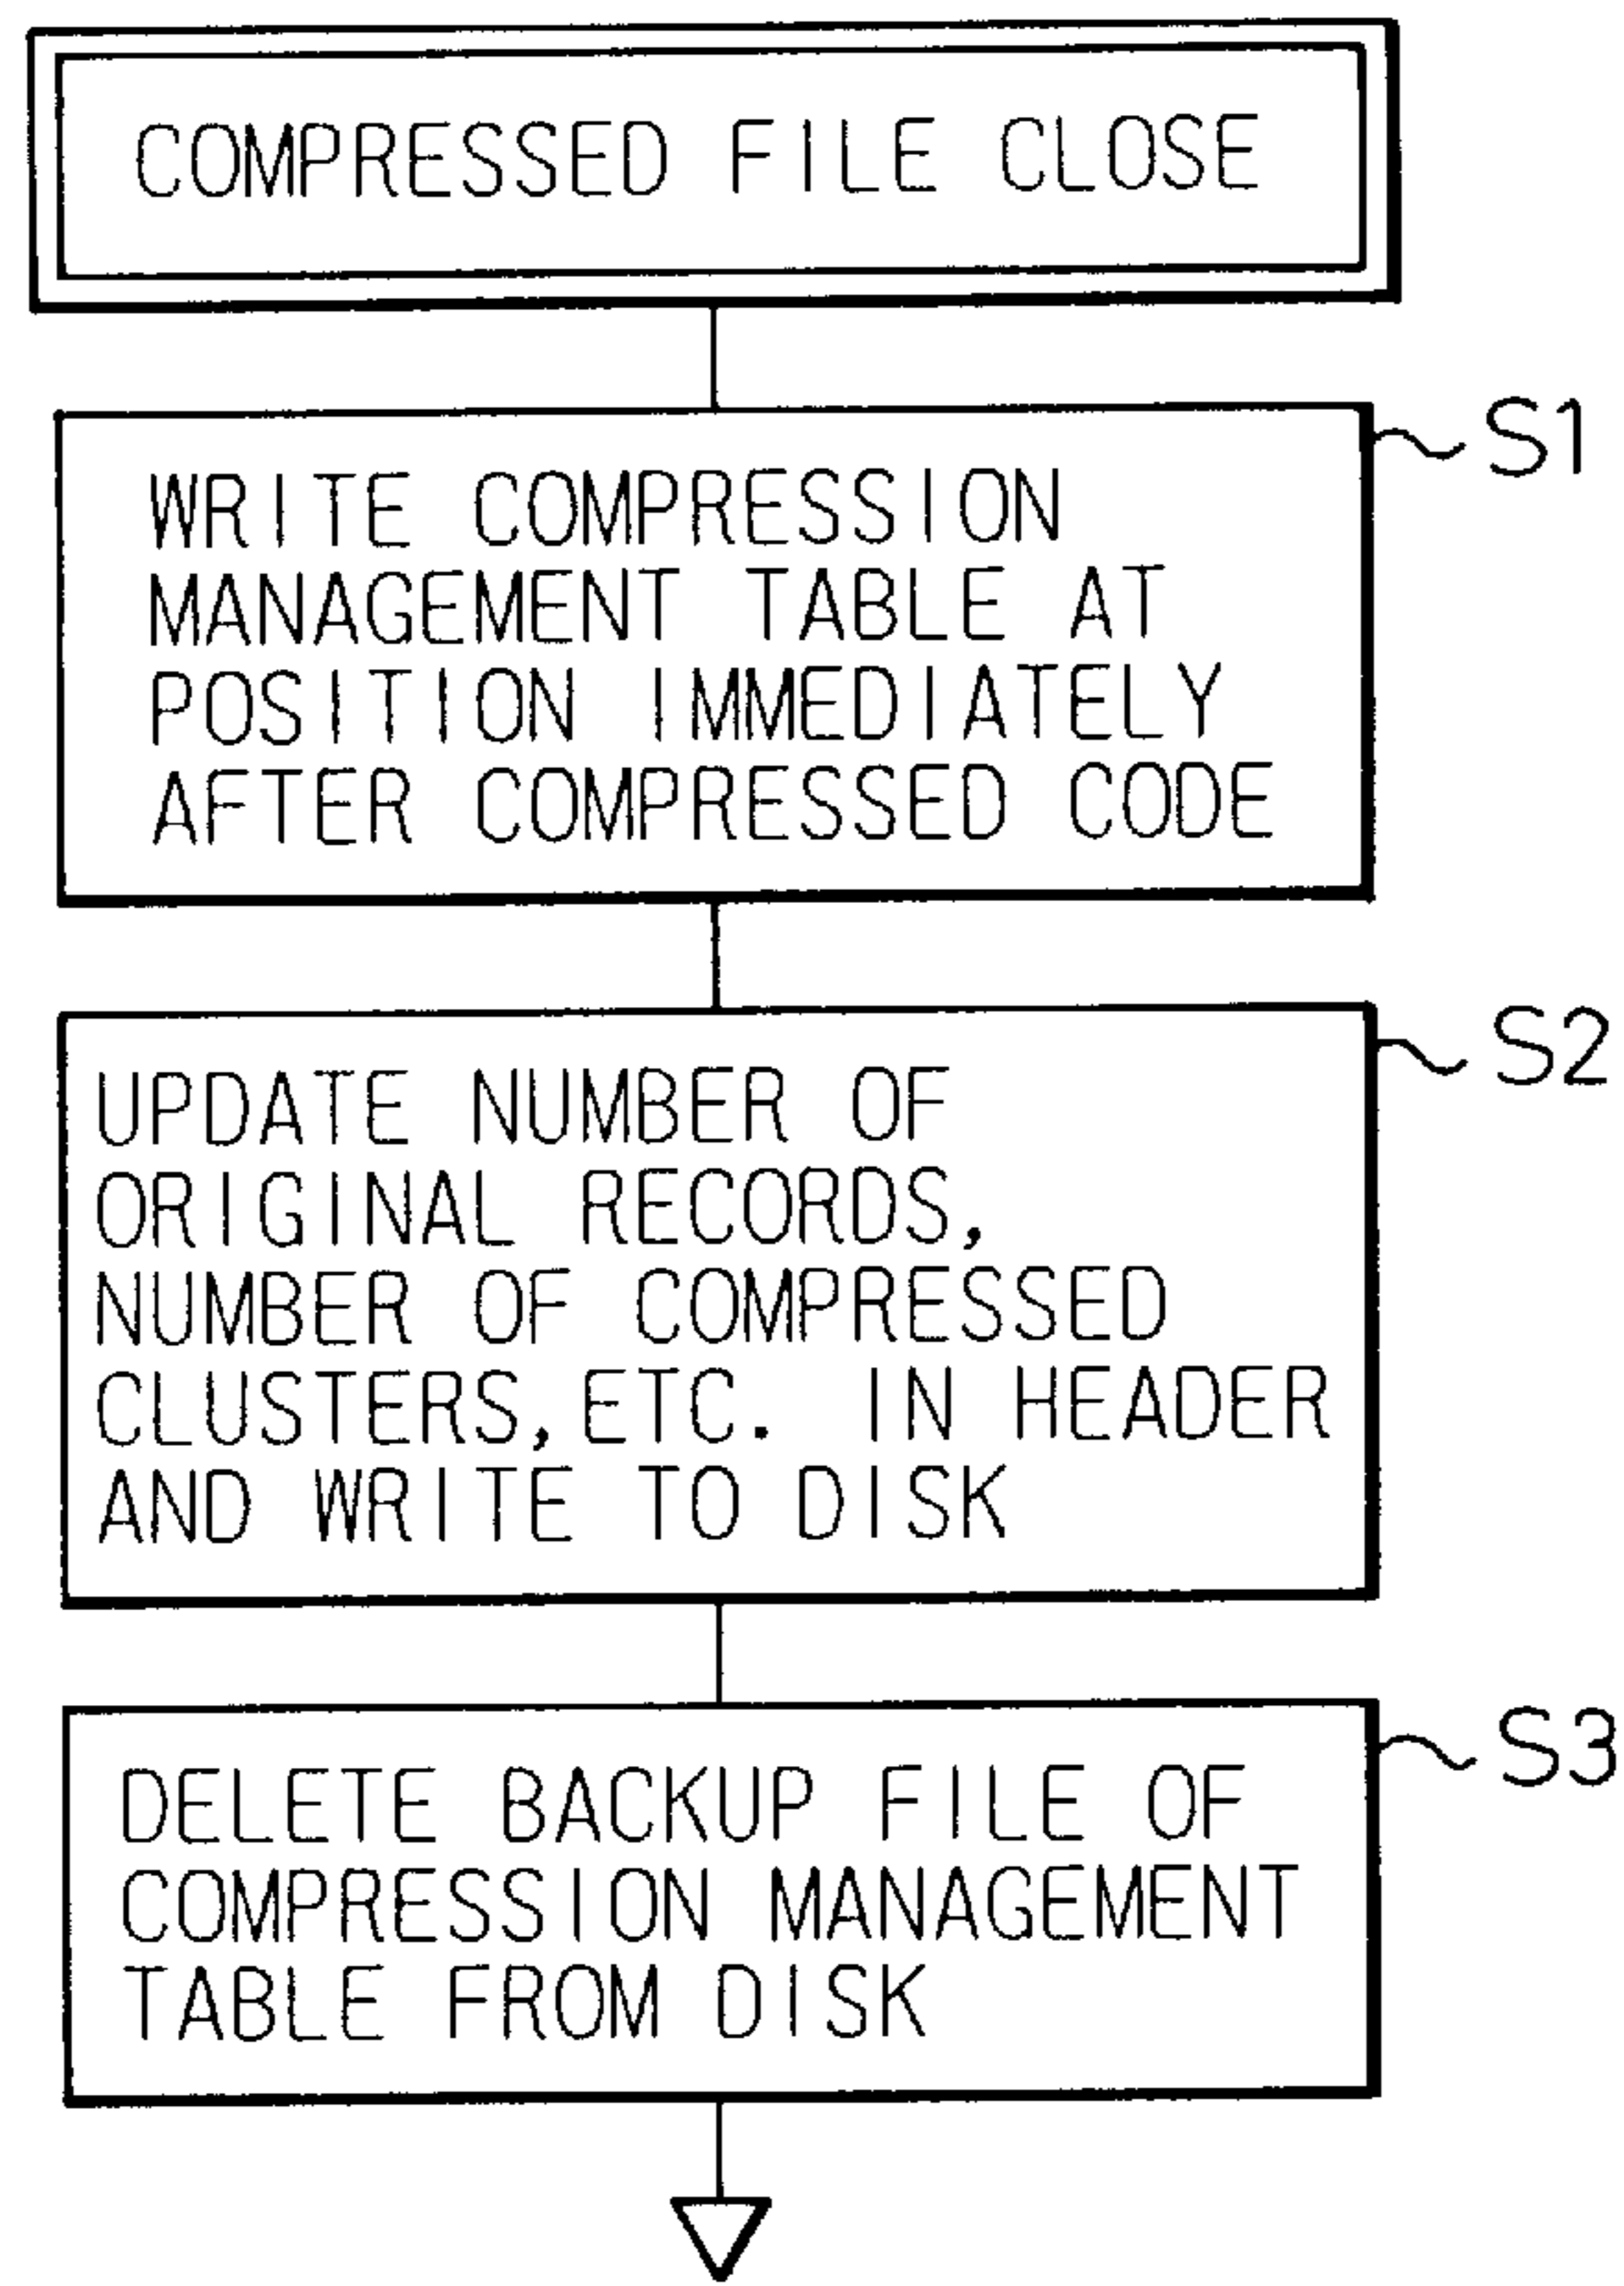 COMPRESSED FILE CLOSE
S1
WRITE COMPRESSION
MANAGEMENT TABLE AT
POSITION IMMEDIATELY
AFTER COMPRESSED CODE
S2
UPDATE NUMBER OF
ORIGINAL RECORDS,
NUMBER OF COMPRESSED
CLUSTERS, ETC. IN HEADER
AND WRITE TO DISK
S3
DELETE BACKUP FILE OF
COMPRESSION MANAGEMENT
TABLE FROM DISK